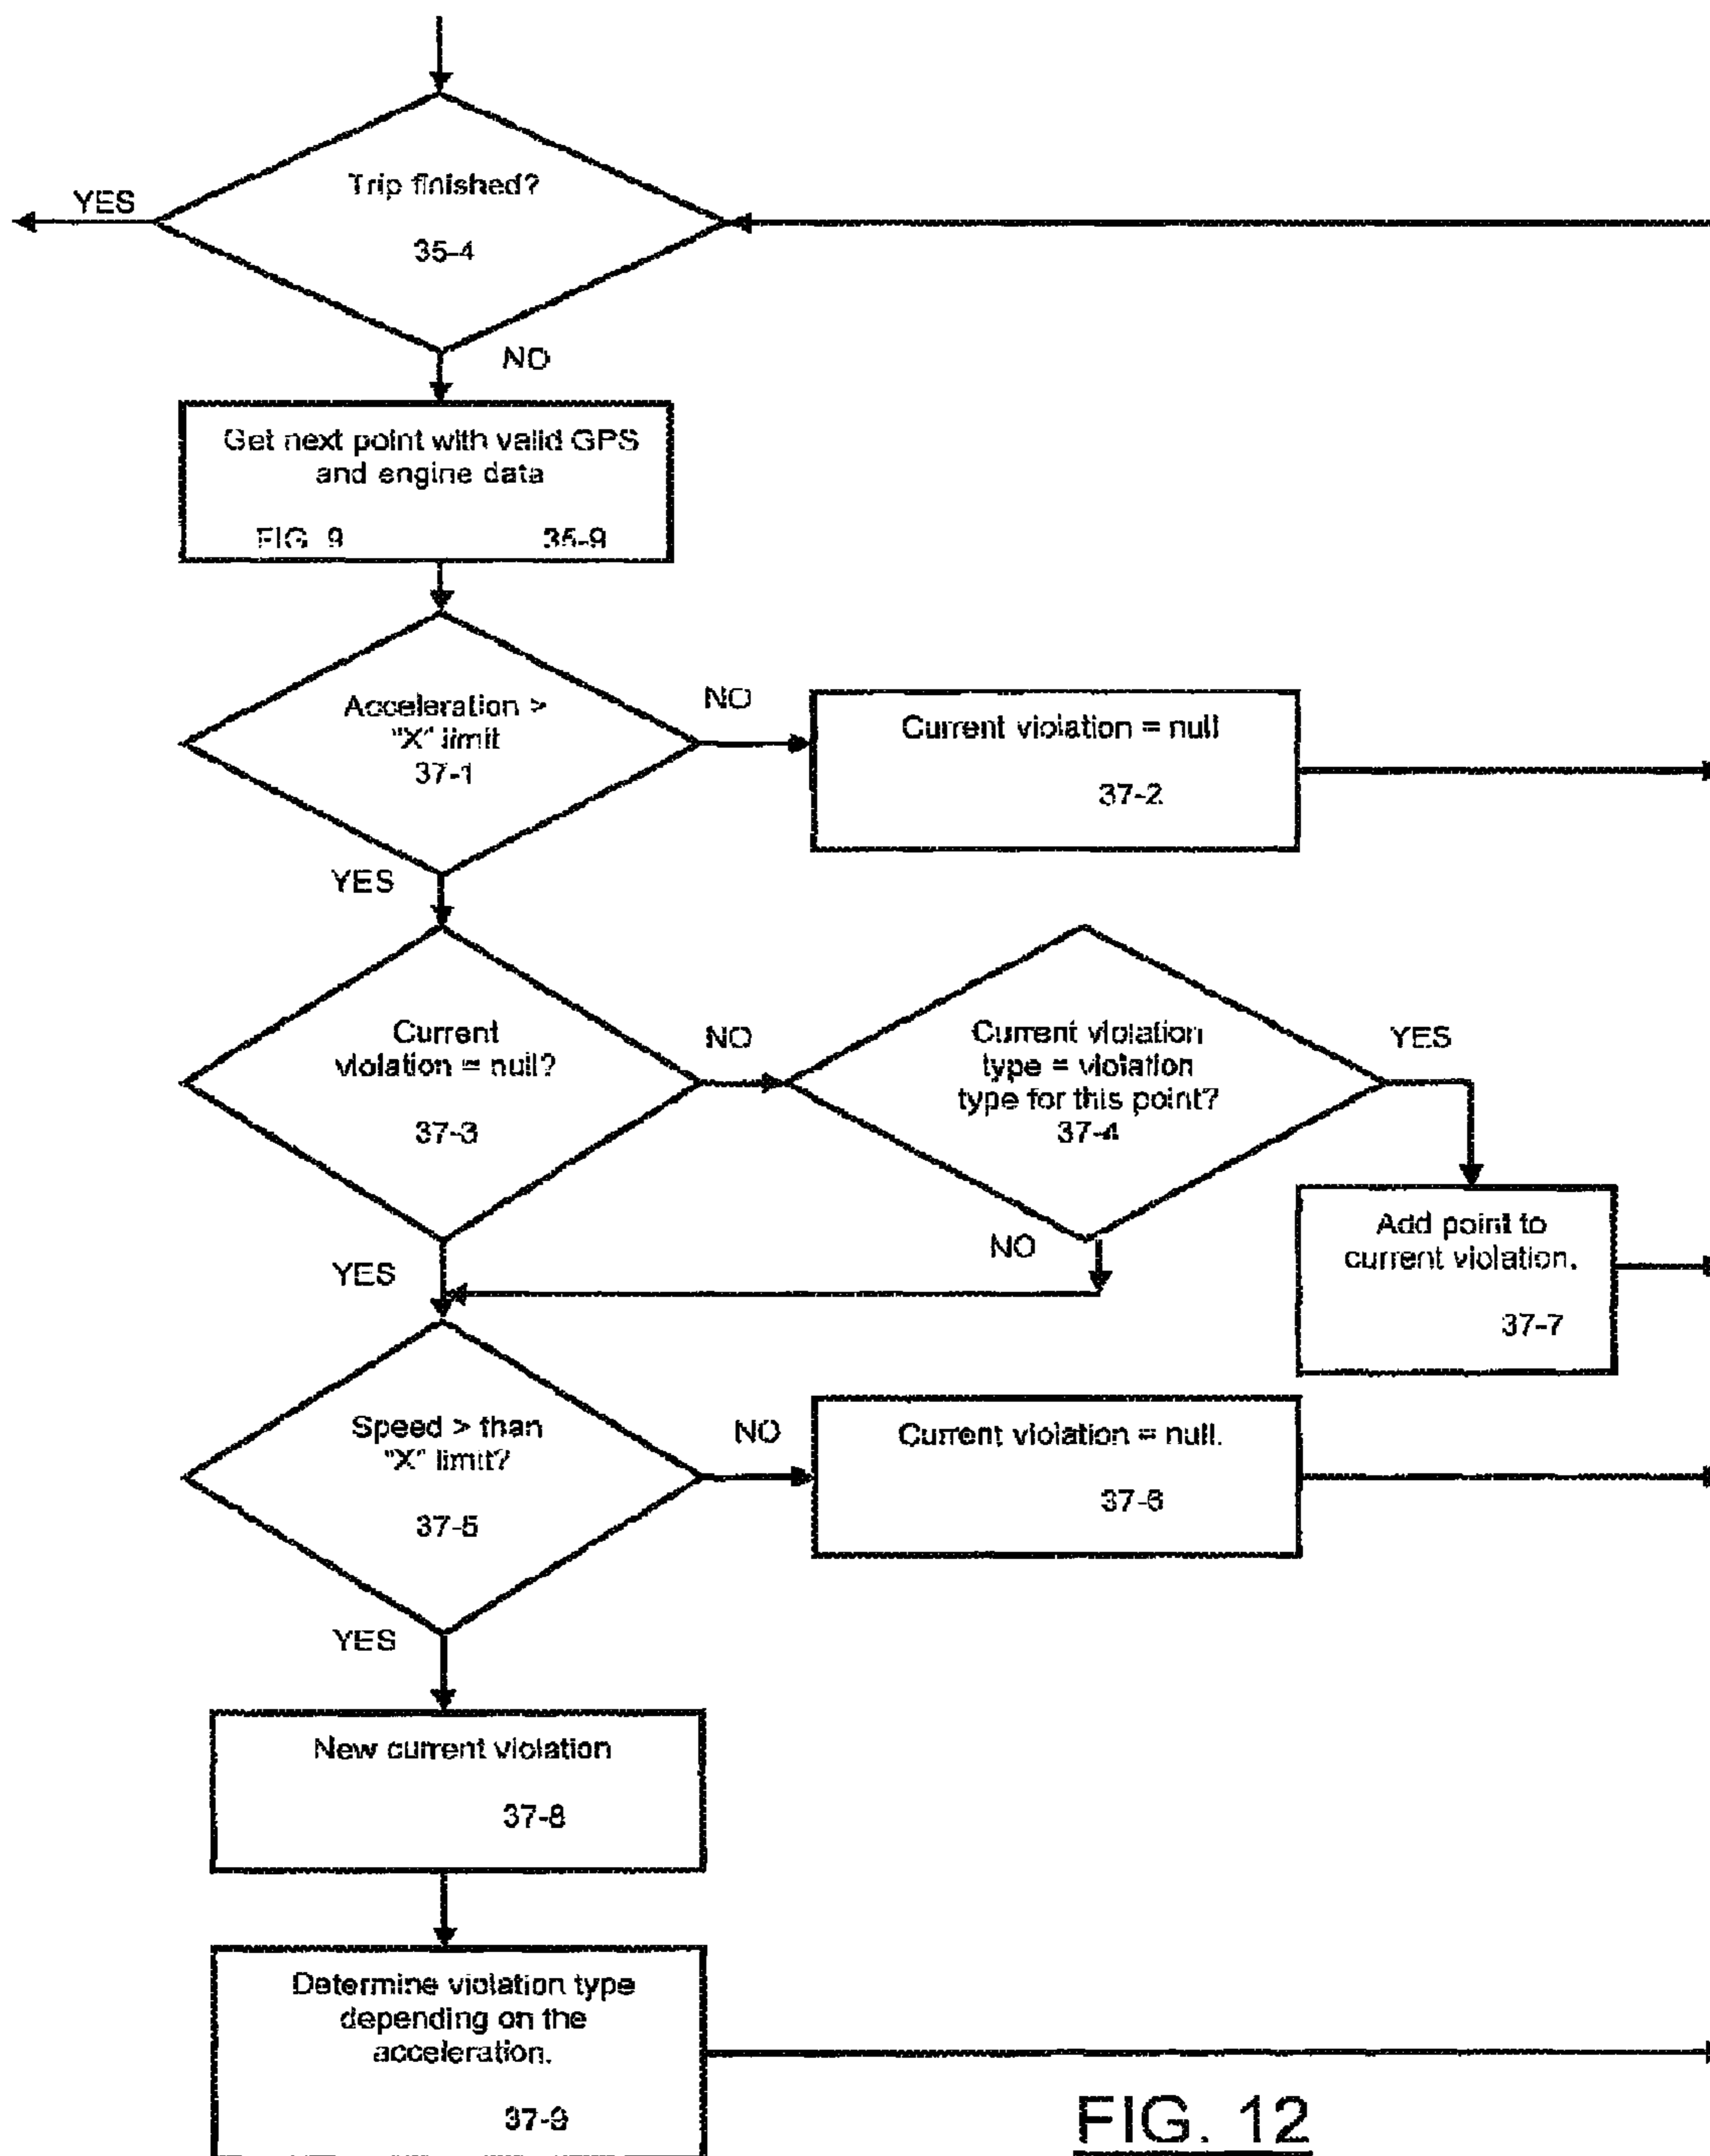 Trip finished?
YES
35-4
NO
Get next point with valid GPS
and engine data
FIG. 9 35-9
Acceleration >
"X" limit
37-1
NO
Current violation = null
37-2
YES
Current
violation = null?
37-3
NO
Current violation
type = violation
type for this point?
37-4
YES
NO
Add point to
current violation.
37-7
YES
Speed > than
"X" limit?
37-5
NO
Current violation = null.
37-6
YES
New current violation
37-8
Determine violation type
depending on the
acceleration.
37-9
FIG. 12